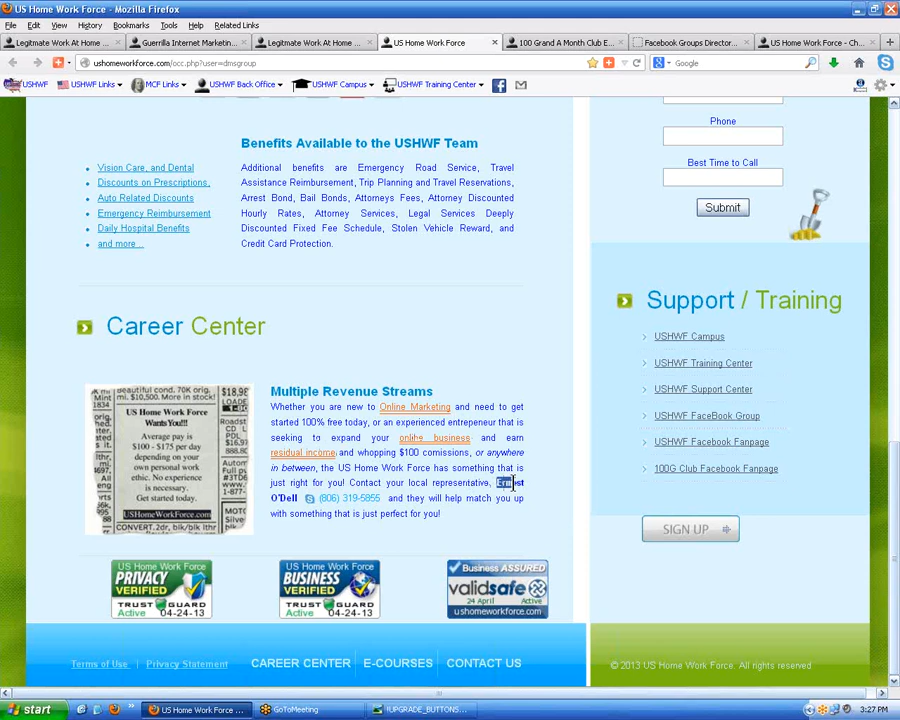 US Home Work Force - Mozilla Firefox
File Edit View History Bookmarks Tools Help Related Links
Legitmate Work At Home ...
Guerrilla Internet Marketin...
Legitmate Work At Home ...
US Home Work Force
100 Grand A Month Club E...
Facebook Groups Director...
US Home Work Force - Ch...
ushomeworkforce.com/occ.php?user=dmsgroup
Google
USHWF USHWF Links MCF Links USHWF Back Office USHWF Campus USHWF Training Center
Benefits Available to the USHWF Team
Vision Care, and Dental
Discounts on Prescriptions,
Auto Related Discounts
Emergency Reimbursement
Daily Hospital Benefits
and more...
Additional benefits are Emergency Road Service, Travel
Assistance Reimbursement, Trip Planning and Travel Reservations,
Arrest Bond, Bail Bonds, Attorneys Fees, Attorney Discounted
Hourly Rates, Attorney Services, Legal Services Deeply
Discounted Fixed Fee Schedule, Stolen Vehicle Reward, and
Credit Card Protection.
Phone
Best Time to Call
Submit
Career Center
Multiple Revenue Streams
Whether you are new to Online Marketing and need to get
started 100% free today, or an experienced entrepeneur that is
seeking to expand your online business and earn
residual income and whopping $100 comissions, or anywhere
in between, the US Home Work Force has something that is
just right for you! Contact your local representative, Ernest
O'Dell (806) 319-5855 and they will help match you up
with something that is just perfect for you!
US Home Work Force
Wants You!!!
Average pay is
$100 - $175 per day
depending on your
own personal work
ethic. No experience
is necessary.
Get started today.
USHomeWorkForce.com
Support / Training
USHWF Campus
USHWF Training Center
USHWF Support Center
USHWF FaceBook Group
USHWF Facebook Fanpage
100G Club Facebook Fanpage
SIGN UP
US Home Work Force
PRIVACY
VERIFIED
TRUST GUARD
Active 04-24-13
US Home Work Force
BUSINESS
VERIFIED
TRUST GUARD
Active 04-24-13
Business ASSURED
validsafe
24 April Active
ushomeworkforce.com
Terms of Use | Privacy Statement
CAREER CENTER E-COURSES CONTACT US
© 2013 US Home Work Force. All rights reserved
start
US Home Work Force ...
GoToMeeting
!UPGRADE_BUTTONS...
3:27 PM